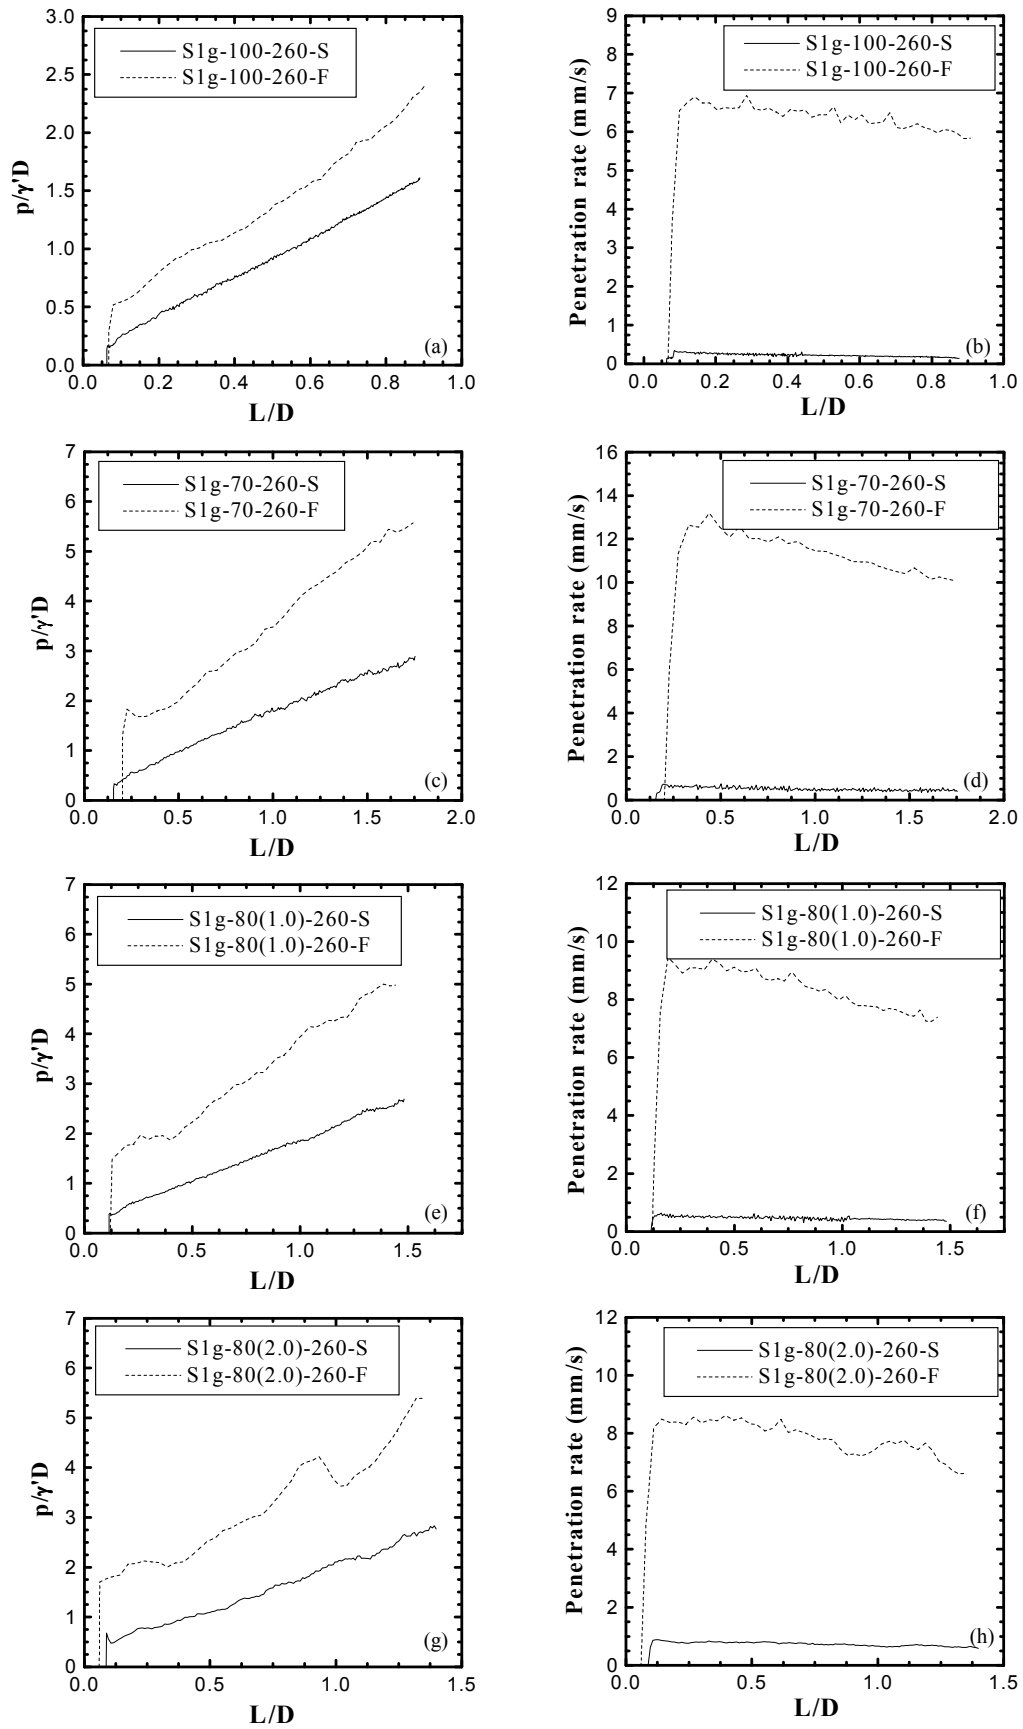 3.0
2.5
2.0
1.5
1.0
0.5
0.0
p/γ'D
S1g-100-260-S
S1g-100-260-F
(a)
0.0 0.2 0.4 0.6 0.8 1.0
L/D
9
8
7
6
5
4
3
2
1
0
Penetration rate (mm/s)
S1g-100-260-S
S1g-100-260-F
(b)
0.0 0.2 0.4 0.6 0.8 1.0
L/D
7
6
5
4
3
2
1
0
p/γ'D
S1g-70-260-S
S1g-70-260-F
(c)
0.0 0.5 1.0 1.5 2.0
L/D
16
14
12
10
8
6
4
2
0
Penetration rate (mm/s)
S1g-70-260-S
S1g-70-260-F
(d)
0.0 0.5 1.0 1.5 2.0
L/D
7
6
5
4
3
2
1
0
p/γ'D
S1g-80(1.0)-260-S
S1g-80(1.0)-260-F
(e)
0.0 0.5 1.0 1.5
L/D
12
10
8
6
4
2
0
Penetration rate (mm/s)
S1g-80(1.0)-260-S
S1g-80(1.0)-260-F
(f)
0.0 0.5 1.0 1.5
L/D
7
6
5
4
3
2
1
0
p/γ'D
S1g-80(2.0)-260-S
S1g-80(2.0)-260-F
(g)
0.0 0.5 1.0 1.5
L/D
12
10
8
6
4
2
0
Penetration rate (mm/s)
S1g-80(2.0)-260-S
S1g-80(2.0)-260-F
(h)
0.0 0.5 1.0 1.5
L/D